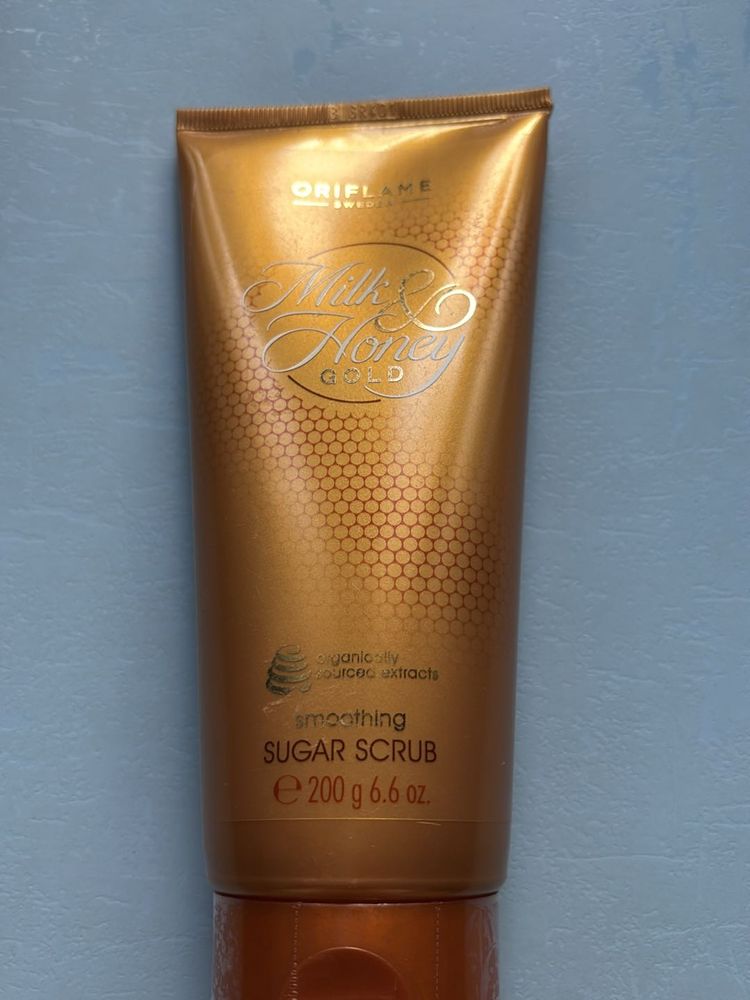 ORIFLAME
SWEDEN
Milk &
Honey
GOLD
organically
sourced extracts
smoothing
SUGAR SCRUB
℮ 200 g 6.6 oz.